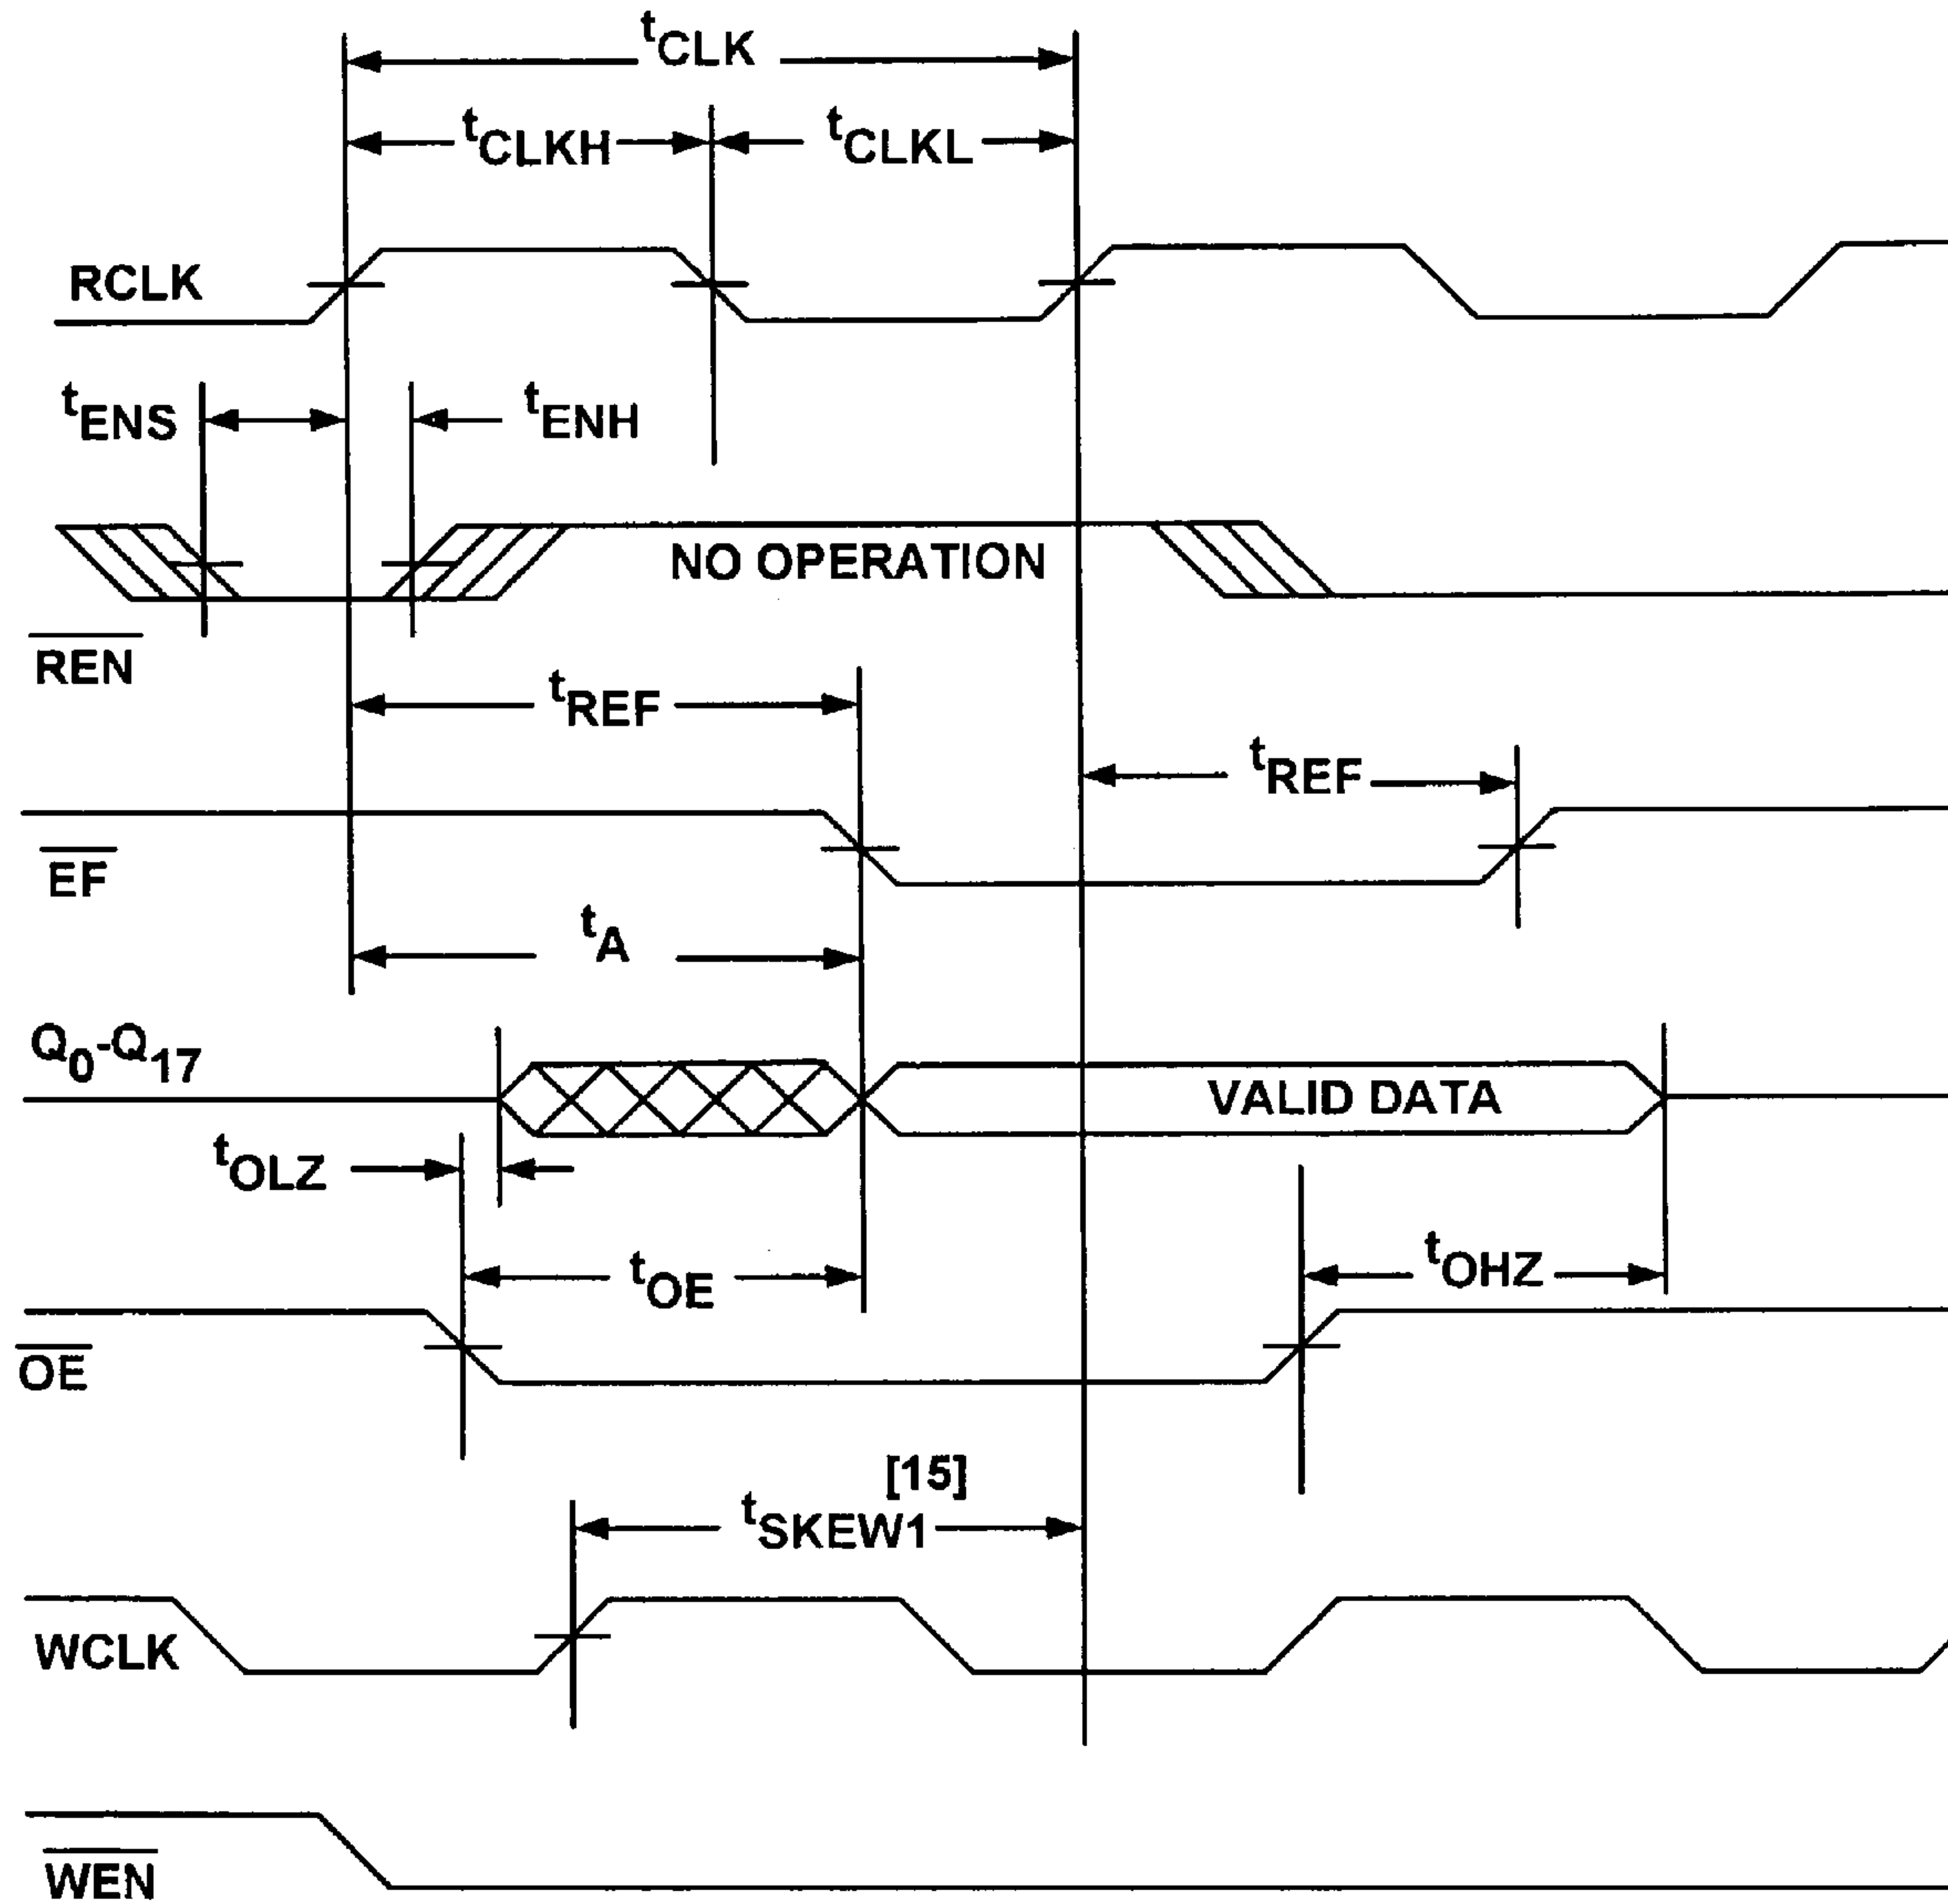 tCLK
tCLKH tCLKL
RCLK
tENS tENH
NO OPERATION
REN
tREF
tREF
EF
tA
Q0-Q17
VALID DATA
tOLZ
tOE tOHZ
OE
[15]
tSKEW1
WCLK
WEN